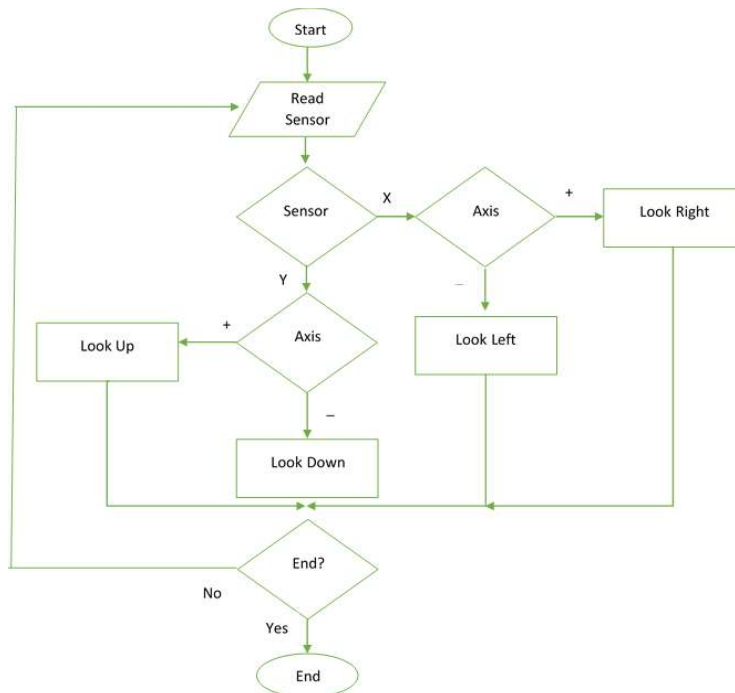 Start
Read
Sensor
X
+
Sensor
Axis
Look Right
Y
_
+
Axis
Look Up
Look Left
_
Look Down
End?
No
Yes
End